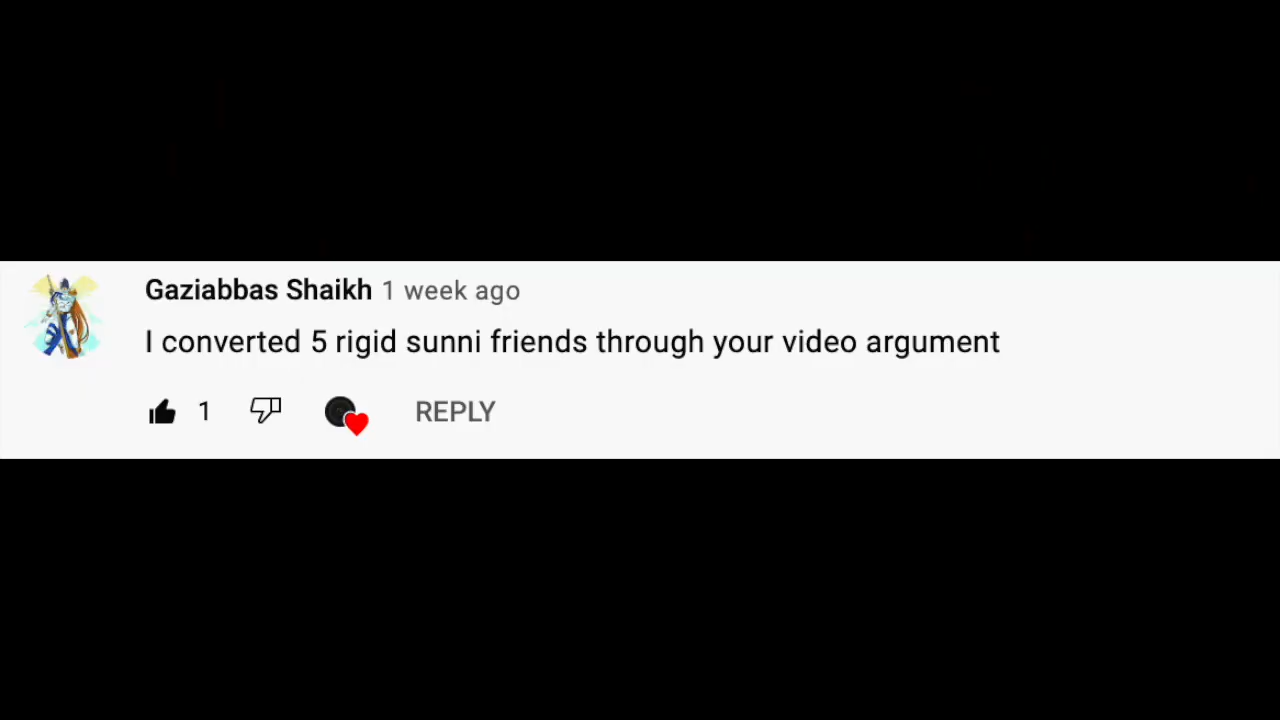 Gaziabbas Shaikh 1 week ago
I converted 5 rigid sunni friends through your video argument
1 REPLY